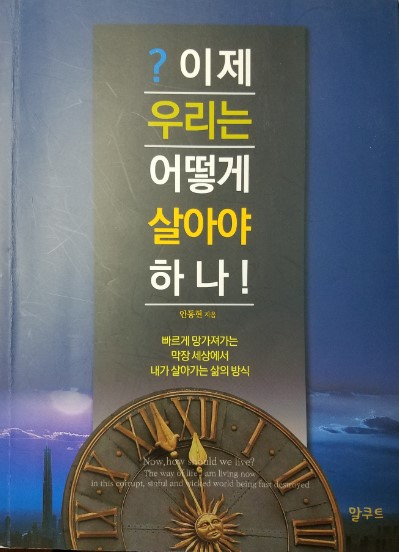 ? 이제
우리는
어떻게
살아야
하나!
안동현 지음
빠르게 망가져가는
막장 세상에서
내가 살아가는 삶의 방식
Now, how should we live?
The way of life I am living now
in this corrupt, sinful and wicked world being fast destroyed
말쿠트